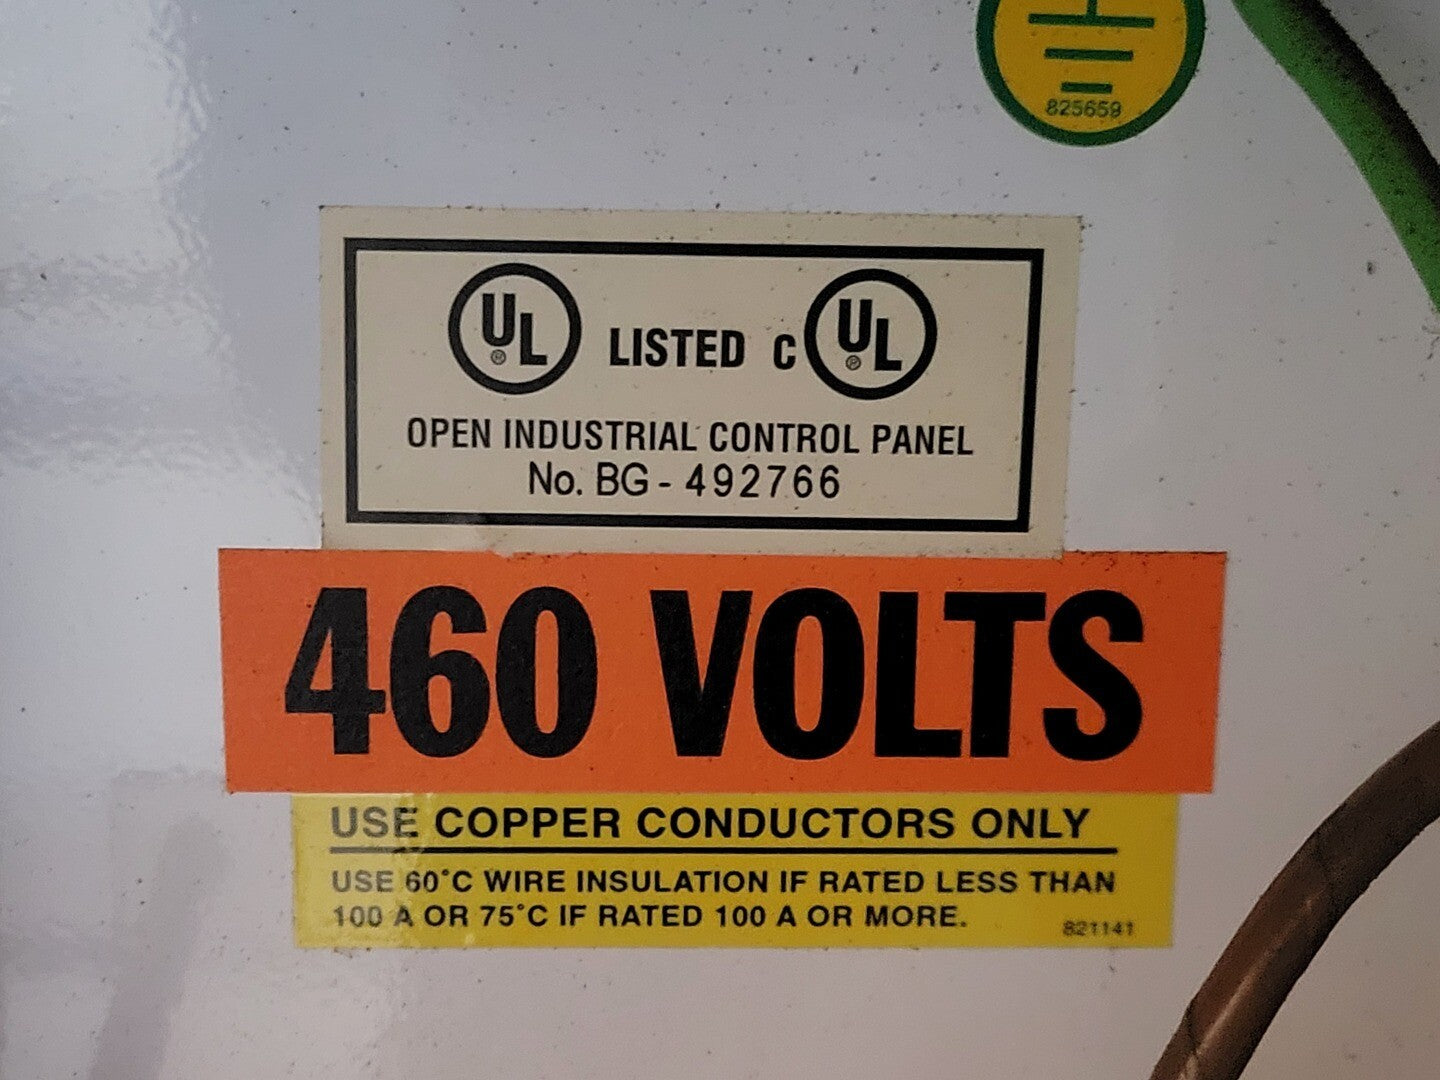 825659
UL® LISTED C UL®
OPEN INDUSTRIAL CONTROL PANEL
No. BG - 492766
460 VOLTS
USE COPPER CONDUCTORS ONLY
USE 60°C WIRE INSULATION IF RATED LESS THAN
100 A OR 75°C IF RATED 100 A OR MORE.
821141